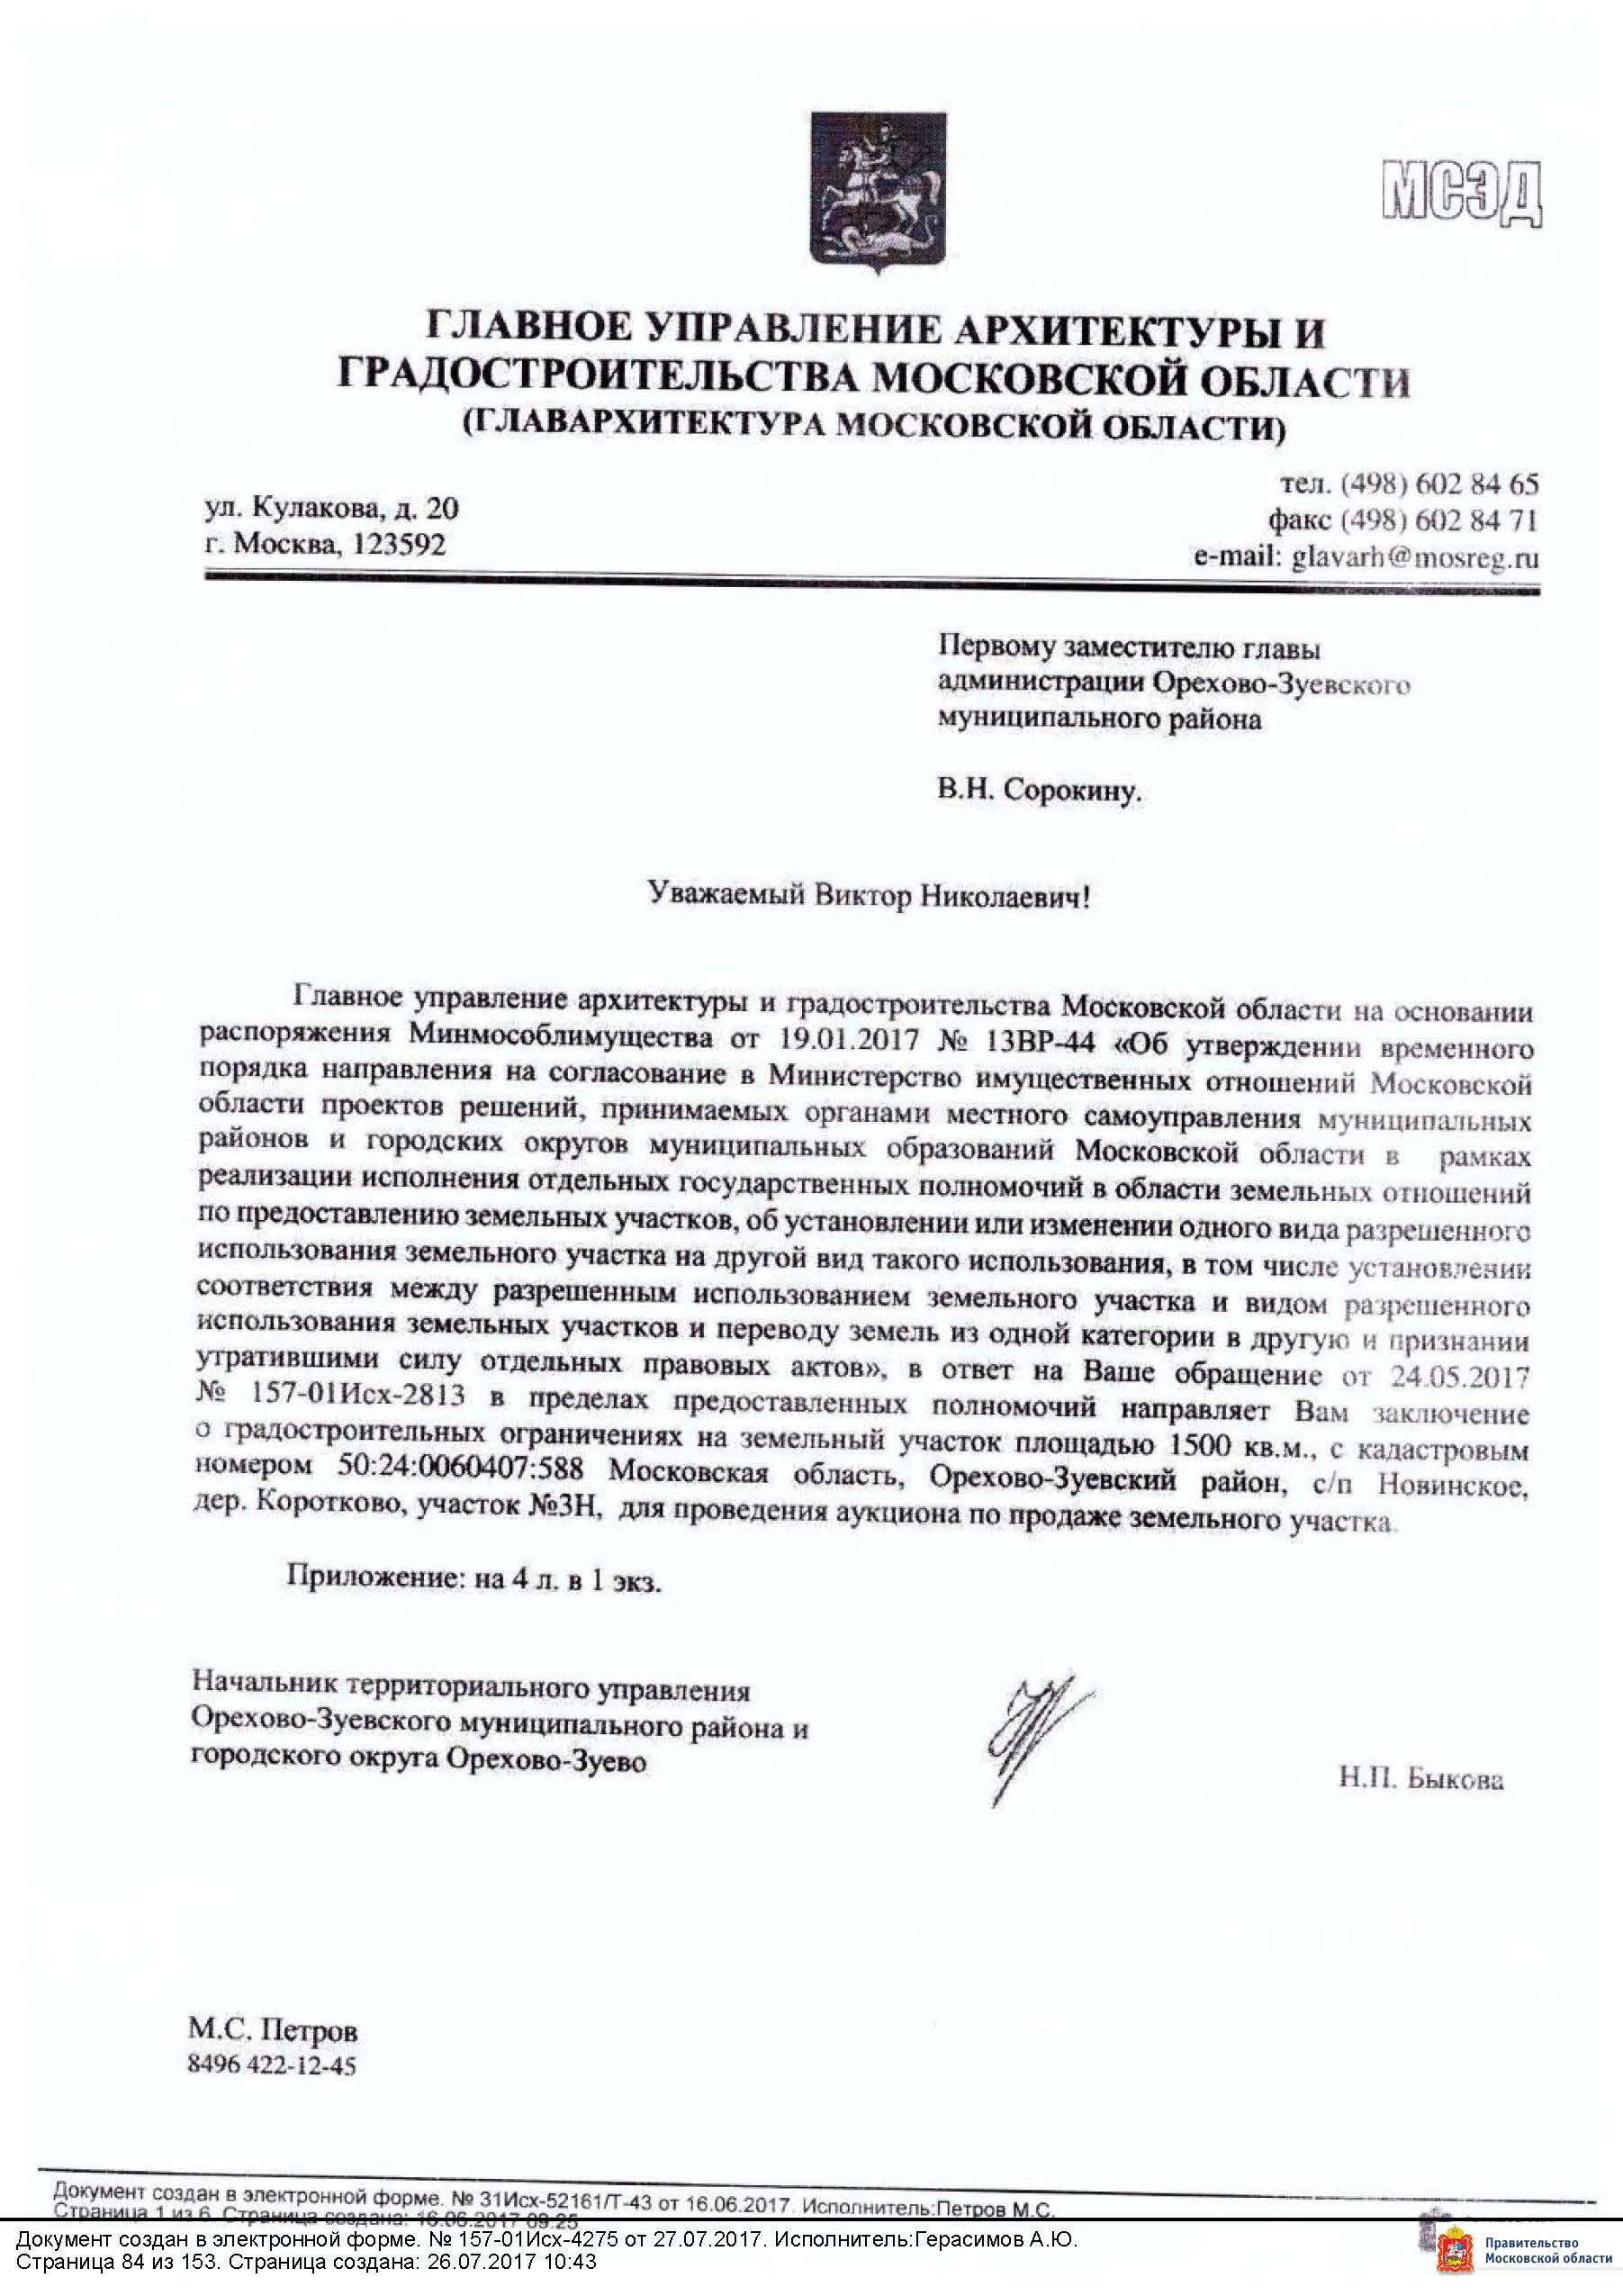 МСЭД
ГЛАВНОЕ УПРАВЛЕНИЕ АРХИТЕКТУРЫ И
ГРАДОСТРОИТЕЛЬСТВА МОСКОВСКОЙ ОБЛАСТИ
(ГЛАВАРХИТЕКТУРА МОСКОВСКОЙ ОБЛАСТИ)
ул. Кулакова, д. 20
г. Москва, 123592
тел. (498) 602 84 65
факс (498) 602 84 71
e-mail: glavarh@mosreg.ru
Первому заместителю главы
администрации Орехово-Зуевского
муниципального района
В.Н. Сорокину.
Уважаемый Виктор Николаевич!
Главное управление архитектуры и градостроительства Московской области на основании
распоряжения Минмособлимущества от 19.01.2017 № 13ВР-44 «Об утверждении временного
порядка направления на согласование в Министерство имущественных отношений Московской
области проектов решений, принимаемых органами местного самоуправления муниципальных
районов и городских округов муниципальных образований Московской области в рамках
реализации исполнения отдельных государственных полномочий в области земельных отношений
по предоставлению земельных участков, об установлении или изменении одного вида разрешенного
использования земельного участка на другой вид такого использования, в том числе установлении
соответствия между разрешенным использованием земельного участка и видом разрешенного
использования земельных участков и переводу земель из одной категории в другую и признании
утратившими силу отдельных правовых актов», в ответ на Ваше обращение от 24.05.2017
№ 157-01Исх-2813 в пределах предоставленных полномочий направляет Вам заключение
о градостроительных ограничениях на земельный участок площадью 1500 кв.м., с кадастровым
номером 50:24:0060407:588 Московская область, Орехово-Зуевский район, с/п Новинское,
дер. Коротково, участок №3Н, для проведения аукциона по продаже земельного участка.
Приложение: на 4 л. в 1 экз.
Начальник территориального управления
Орехово-Зуевского муниципального района и
городского округа Орехово-Зуево
Н.П. Быкова
М.С. Петров
8496 422-12-45
Документ создан в электронной форме. № 31Исх-52161/Т-43 от 16.06.2017. Исполнитель:Петров М.С.
Страница 1 из 6. Страница создана: 16.06.2017 09:25
Документ создан в электронной форме. № 157-01Исх-4275 от 27.07.2017. Исполнитель:Герасимов А.Ю.
Страница 84 из 153. Страница создана: 26.07.2017 10:43
Правительство
Московской области